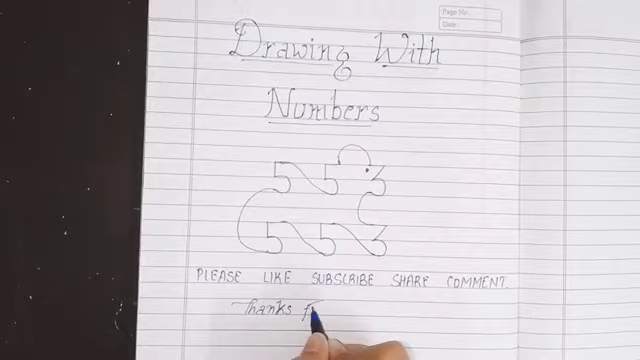 Page No.
Date:
Drawing With
Numbers
PLEASE LIKE SUBSCRIBE SHARE COMMENT
Thanks f